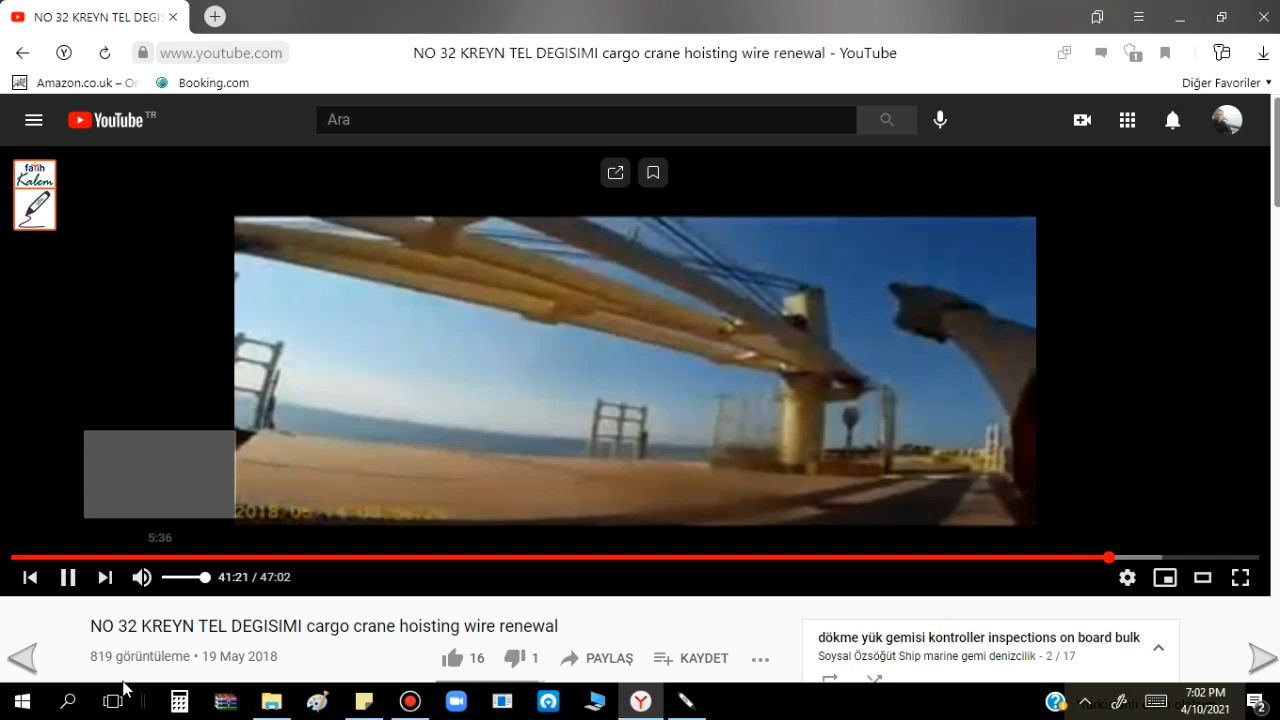 NO 32 KREYN TEL DEGIS
www.youtube.com
NO 32 KREYN TEL DEGISIMI cargo crane hoisting wire renewal - YouTube
1
Amazon.co.uk – O
Booking.com
Diğer Favoriler
YouTube TR
Ara
fatih
Kalem
5:36
41:21 / 47:02
NO 32 KREYN TEL DEGISIMI cargo crane hoisting wire renewal
819 görüntüleme • 19 May 2018
16
1
PAYLAŞ
KAYDET
dökme yük gemisi kontroller inspections on board bulk
Soysal Özsöğüt Ship marine gemi denizcilik - 2 / 17
7:02 PM
4/10/2021
2